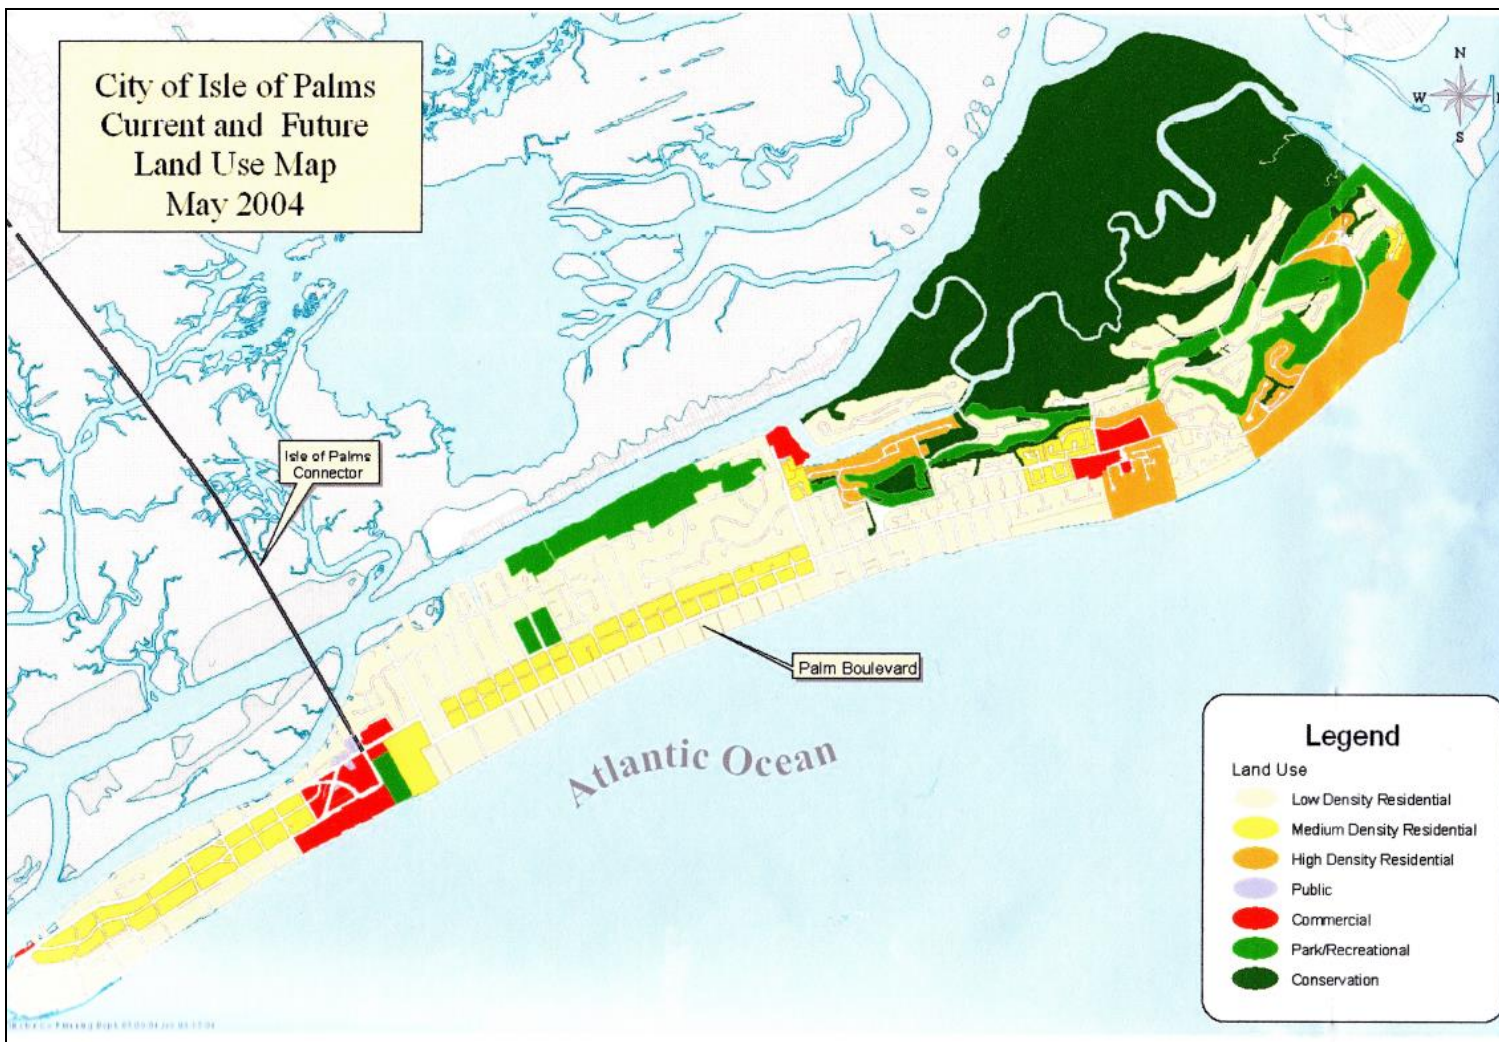 City of Isle of Palms
Current and Future
Land Use Map
May 2004
N
W
S
Isle of Palms
Connector
Palm Boulevard
Atlantic Ocean
Legend
Land Use
Low Density Residential
Medium Density Residential
High Density Residential
Public
Commercial
Park/Recreational
Conservation